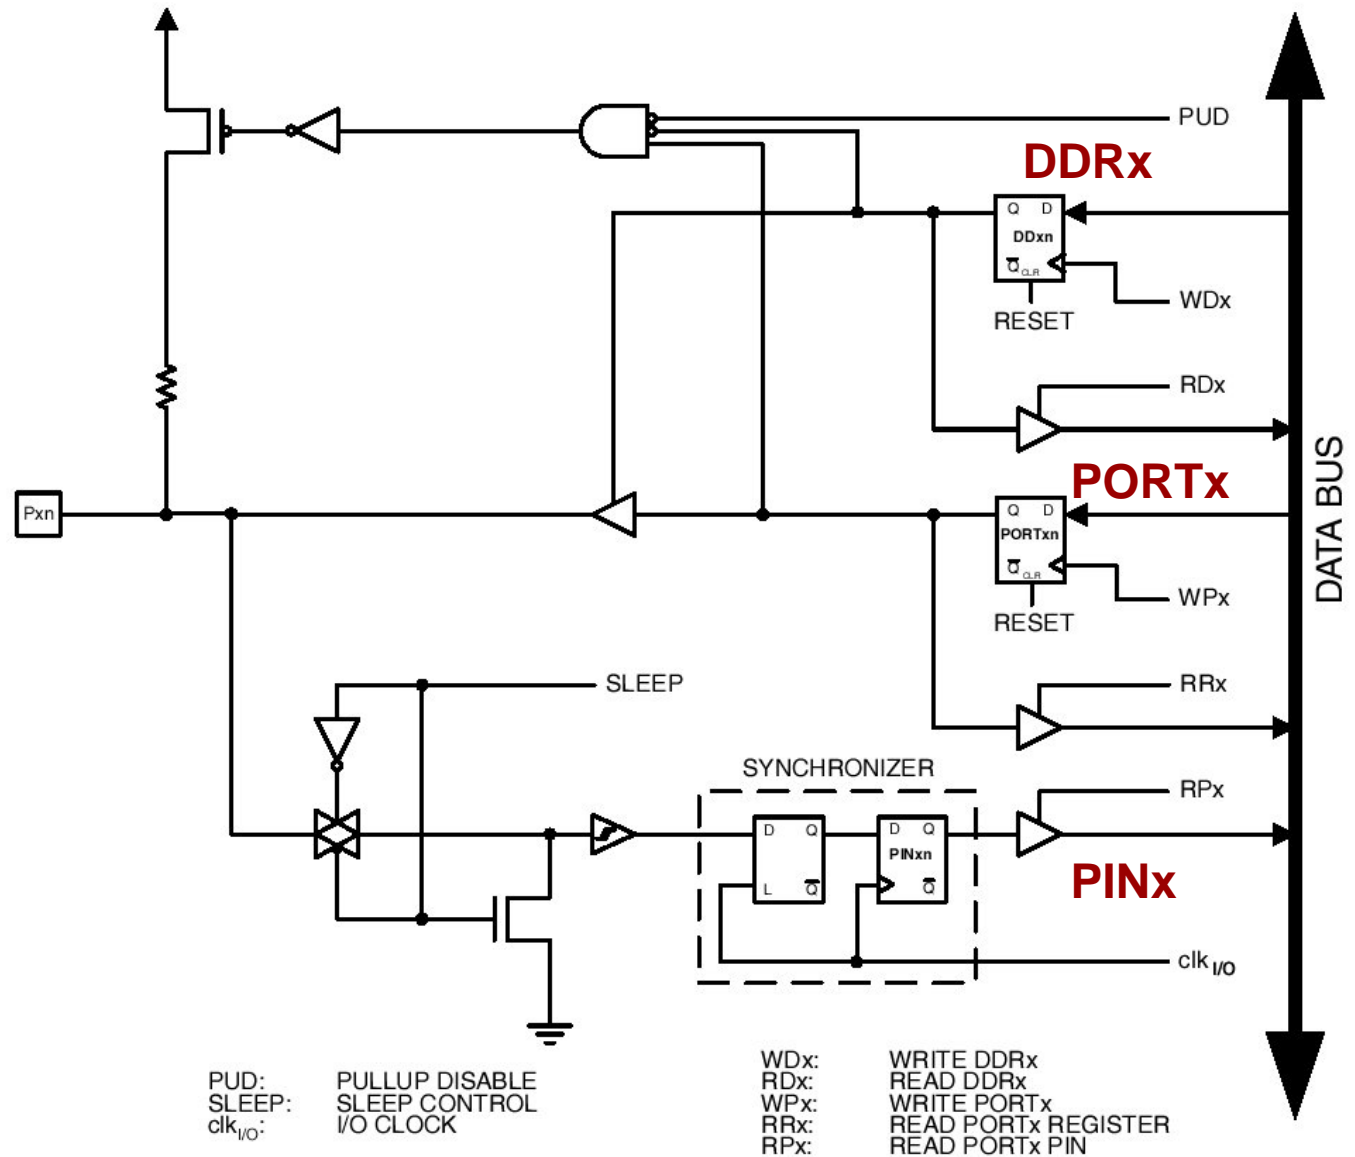 PUD
DDRx
Q D
DDxn
Q CLR
WDx
RESET
RDx
PORTx
Pxn
Q D
PORTxn
Q CLR
WPx
RESET
DATA BUS
SLEEP
RRx
SYNCHRONIZER
RPx
D Q
D Q
PINxn
L Q
Q
PINx
clk I/O
PUD: PULLUP DISABLE
SLEEP: SLEEP CONTROL
clkI/O: I/O CLOCK
WDx: WRITE DDRx
RDx: READ DDRx
WPx: WRITE PORTx
RRx: READ PORTx REGISTER
RPx: READ PORTx PIN